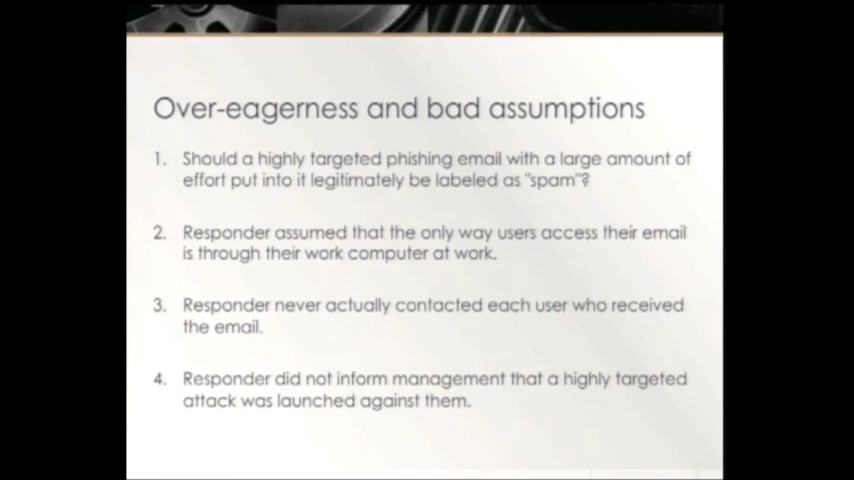 Over-eagerness and bad assumptions
1. Should a highly targeted phishing email with a large amount of
effort put into it legitimately be labeled as "spam"?
2. Responder assumed that the only way users access their email
is through their work computer at work.
3. Responder never actually contacted each user who received
the email.
4. Responder did not inform management that a highly targeted
attack was launched against them.